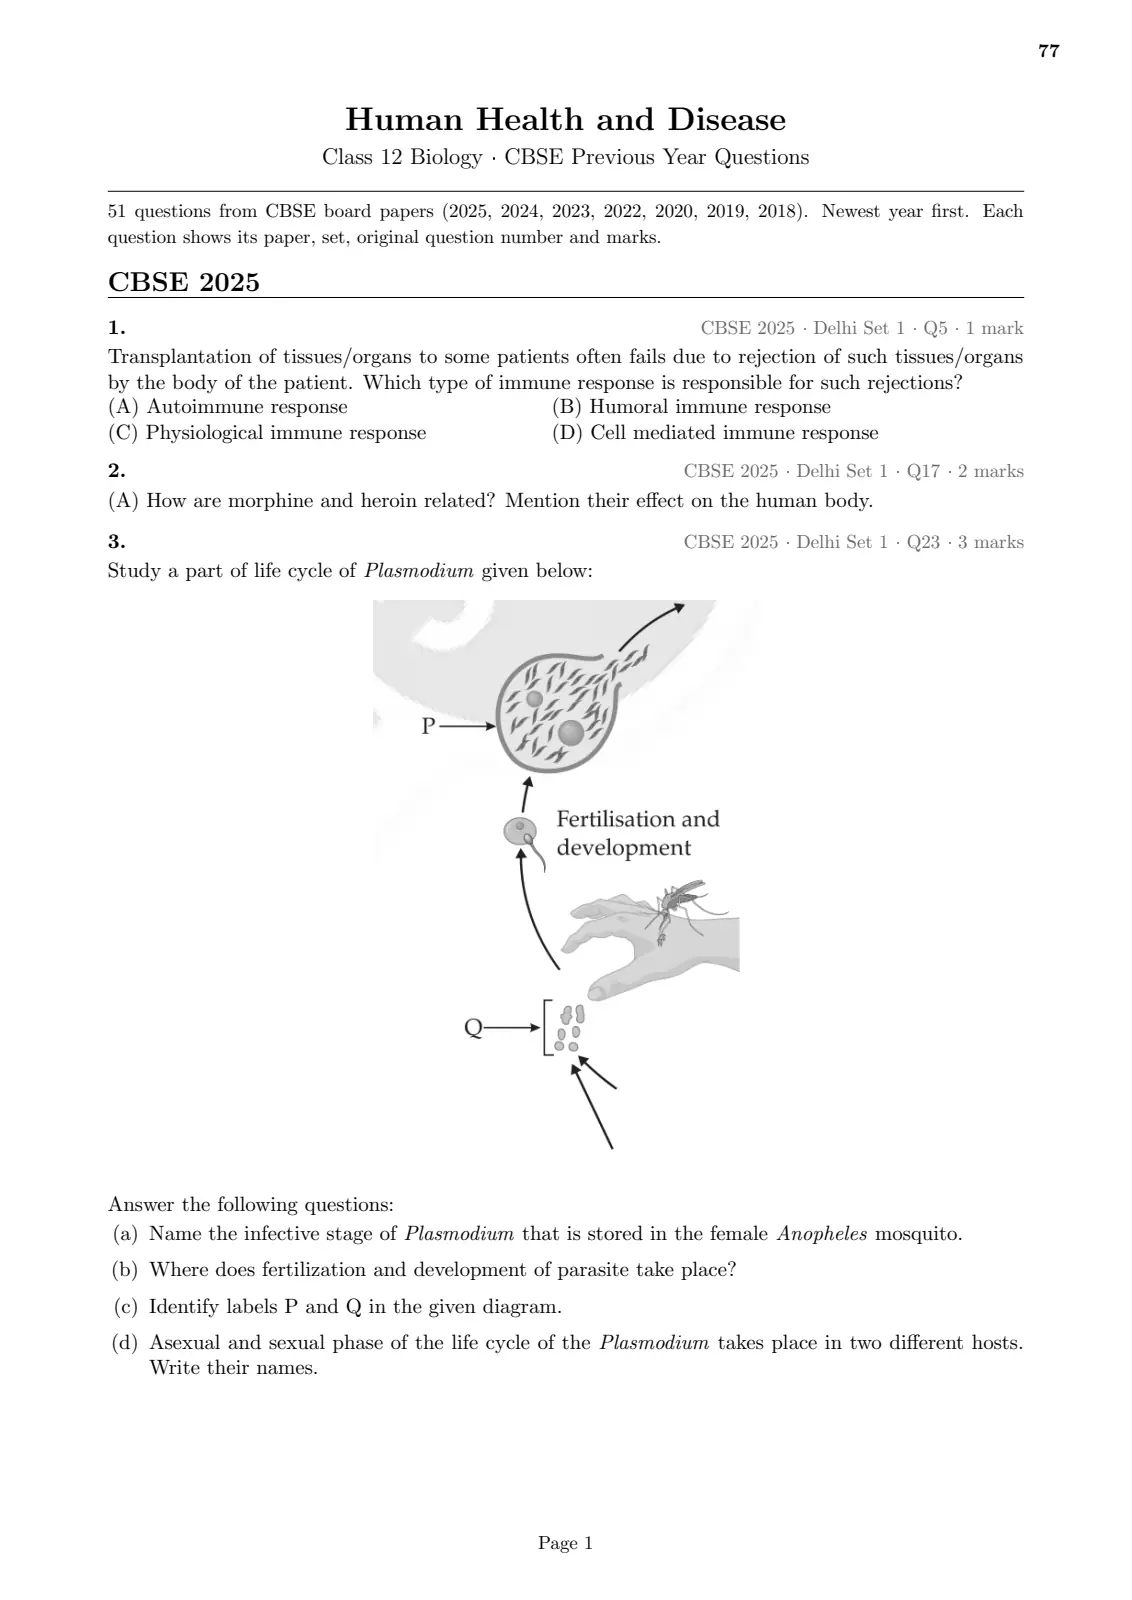 77
Human Health and Disease
Class 12 Biology · CBSE Previous Year Questions
51 questions from CBSE board papers (2025, 2024, 2023, 2022, 2020, 2019, 2018). Newest year first. Each
question shows its paper, set, original question number and marks.
CBSE 2025
1. CBSE 2025 · Delhi Set 1 · Q5 · 1 mark
Transplantation of tissues/organs to some patients often fails due to rejection of such tissues/organs
by the body of the patient. Which type of immune response is responsible for such rejections?
(A) Autoimmune response (B) Humoral immune response
(C) Physiological immune response (D) Cell mediated immune response
2. CBSE 2025 · Delhi Set 1 · Q17 · 2 marks
(A) How are morphine and heroin related? Mention their effect on the human body.
3. CBSE 2025 · Delhi Set 1 · Q23 · 3 marks
Study a part of life cycle of Plasmodium given below:
P
Fertilisation and
development
Q
Answer the following questions:
(a) Name the infective stage of Plasmodium that is stored in the female Anopheles mosquito.
(b) Where does fertilization and development of parasite take place?
(c) Identify labels P and Q in the given diagram.
(d) Asexual and sexual phase of the life cycle of the Plasmodium takes place in two different hosts.
Write their names.
Page 1